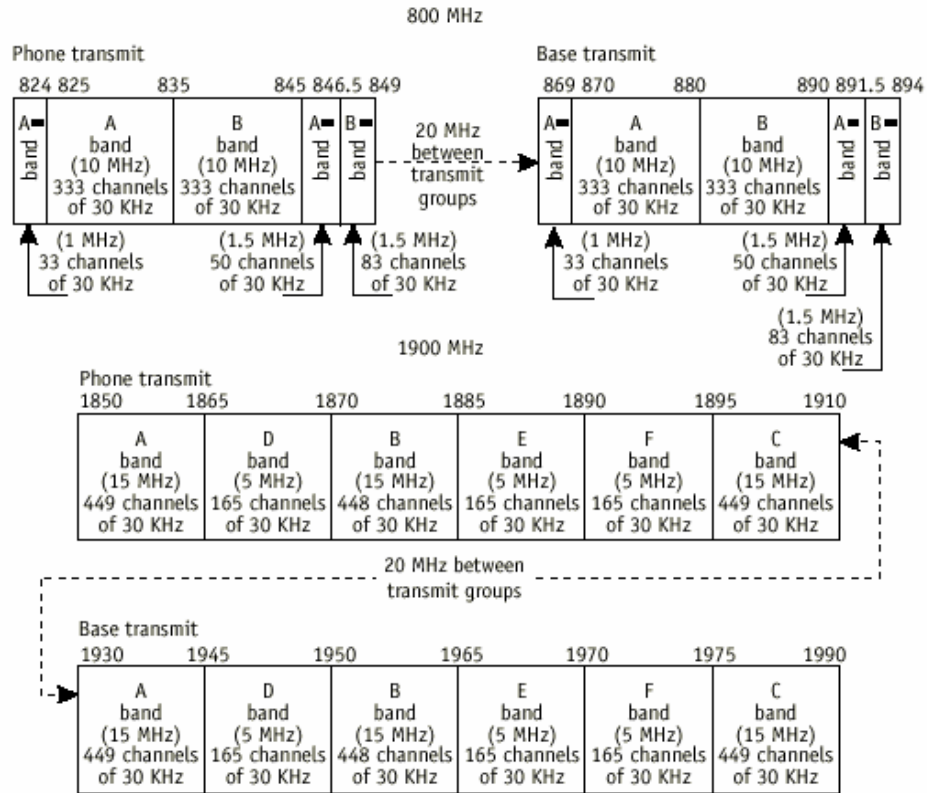 800 MHz
Phone transmit
824 825 835 845 846.5 849
A-
band
A
band
(10 MHz)
333 channels
of 30 KHz
B
band
(10 MHz)
333 channels
of 30 KHz
A-
band
B-
band
(1 MHz)
33 channels
of 30 KHz
(1.5 MHz)
50 channels
of 30 KHz
(1.5 MHz)
83 channels
of 30 KHz
20 MHz
between
transmit
groups
Base transmit
869 870 880 890 891.5 894
A-
band
A
band
(10 MHz)
333 channels
of 30 KHz
B
band
(10 MHz)
333 channels
of 30 KHz
A-
band
B-
band
(1 MHz)
33 channels
of 30 KHz
(1.5 MHz)
50 channels
of 30 KHz
(1.5 MHz)
83 channels
of 30 KHz
1900 MHz
Phone transmit
1850 1865 1870 1885 1890 1895 1910
A
band
(15 MHz)
449 channels
of 30 KHz
D
band
(5 MHz)
165 channels
of 30 KHz
B
band
(15 MHz)
448 channels
of 30 KHz
E
band
(5 MHz)
165 channels
of 30 KHz
F
band
(5 MHz)
165 channels
of 30 KHz
C
band
(15 MHz)
449 channels
of 30 KHz
20 MHz between
transmit groups
Base transmit
1930 1945 1950 1965 1970 1975 1990
A
band
(15 MHz)
449 channels
of 30 KHz
D
band
(5 MHz)
165 channels
of 30 KHz
B
band
(15 MHz)
448 channels
of 30 KHz
E
band
(5 MHz)
165 channels
of 30 KHz
F
band
(5 MHz)
165 channels
of 30 KHz
C
band
(15 MHz)
449 channels
of 30 KHz